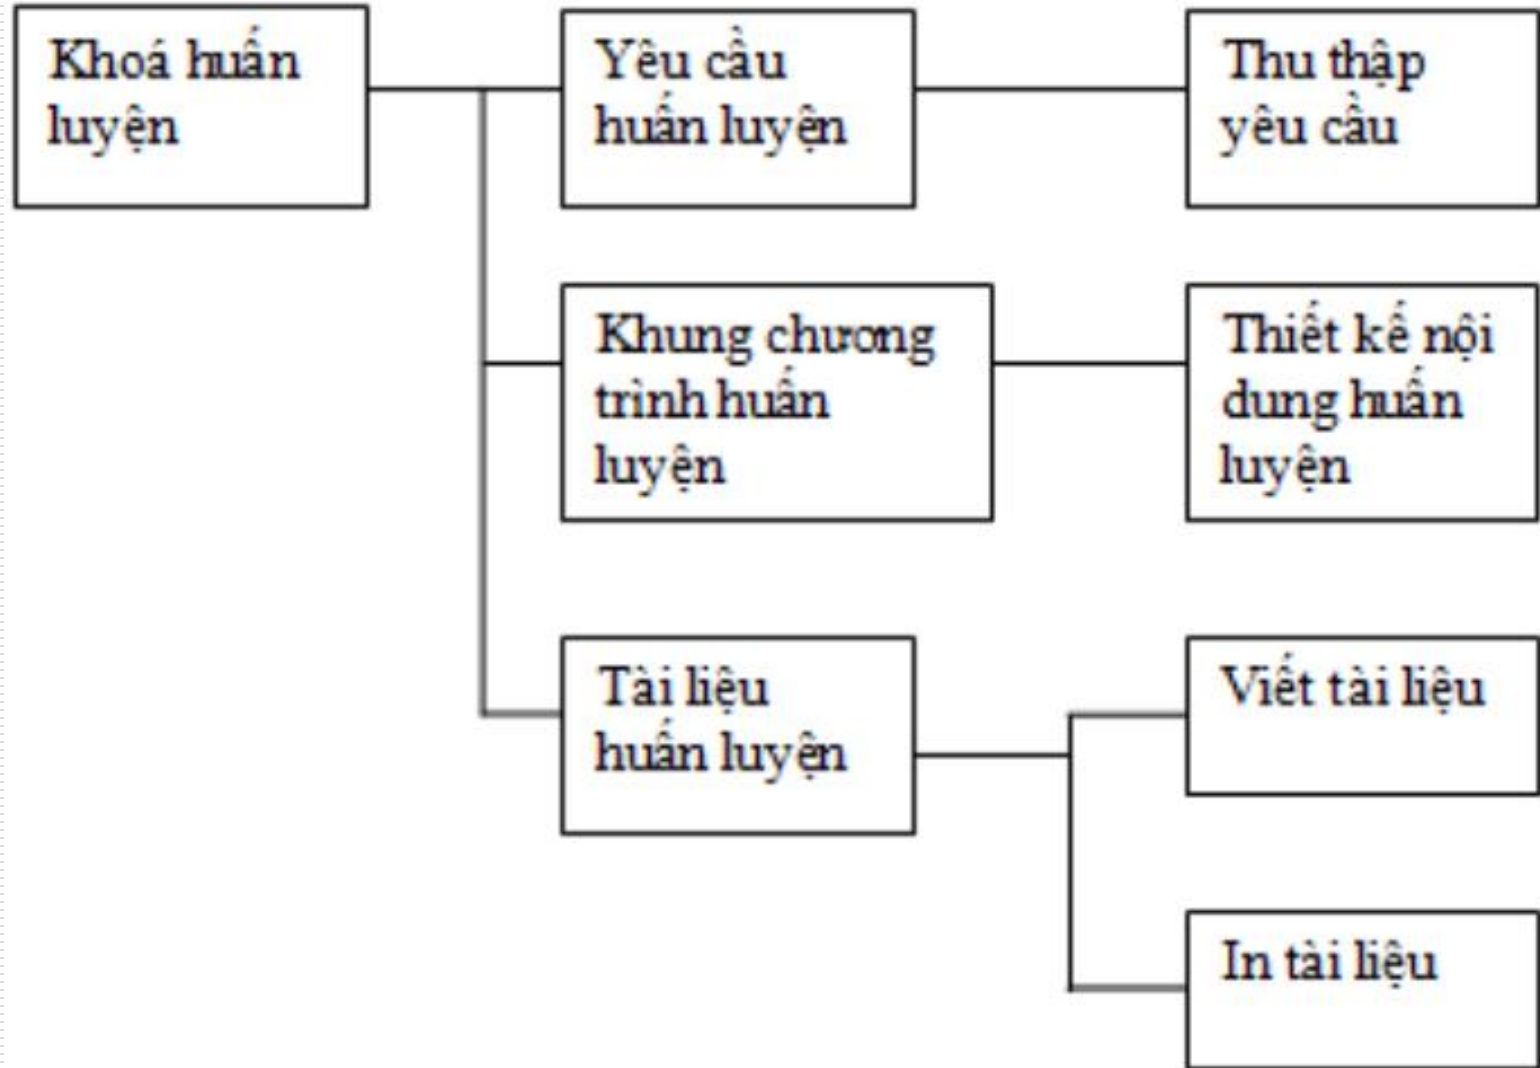 Khoá huấn
luyện
Yêu cầu
huấn luyện
Thu thập
yêu cầu
Khung chương
trình huấn
luyện
Thiết kế nội
dung huấn
luyện
Tài liệu
huấn luyện
Viết tài liệu
In tài liệu